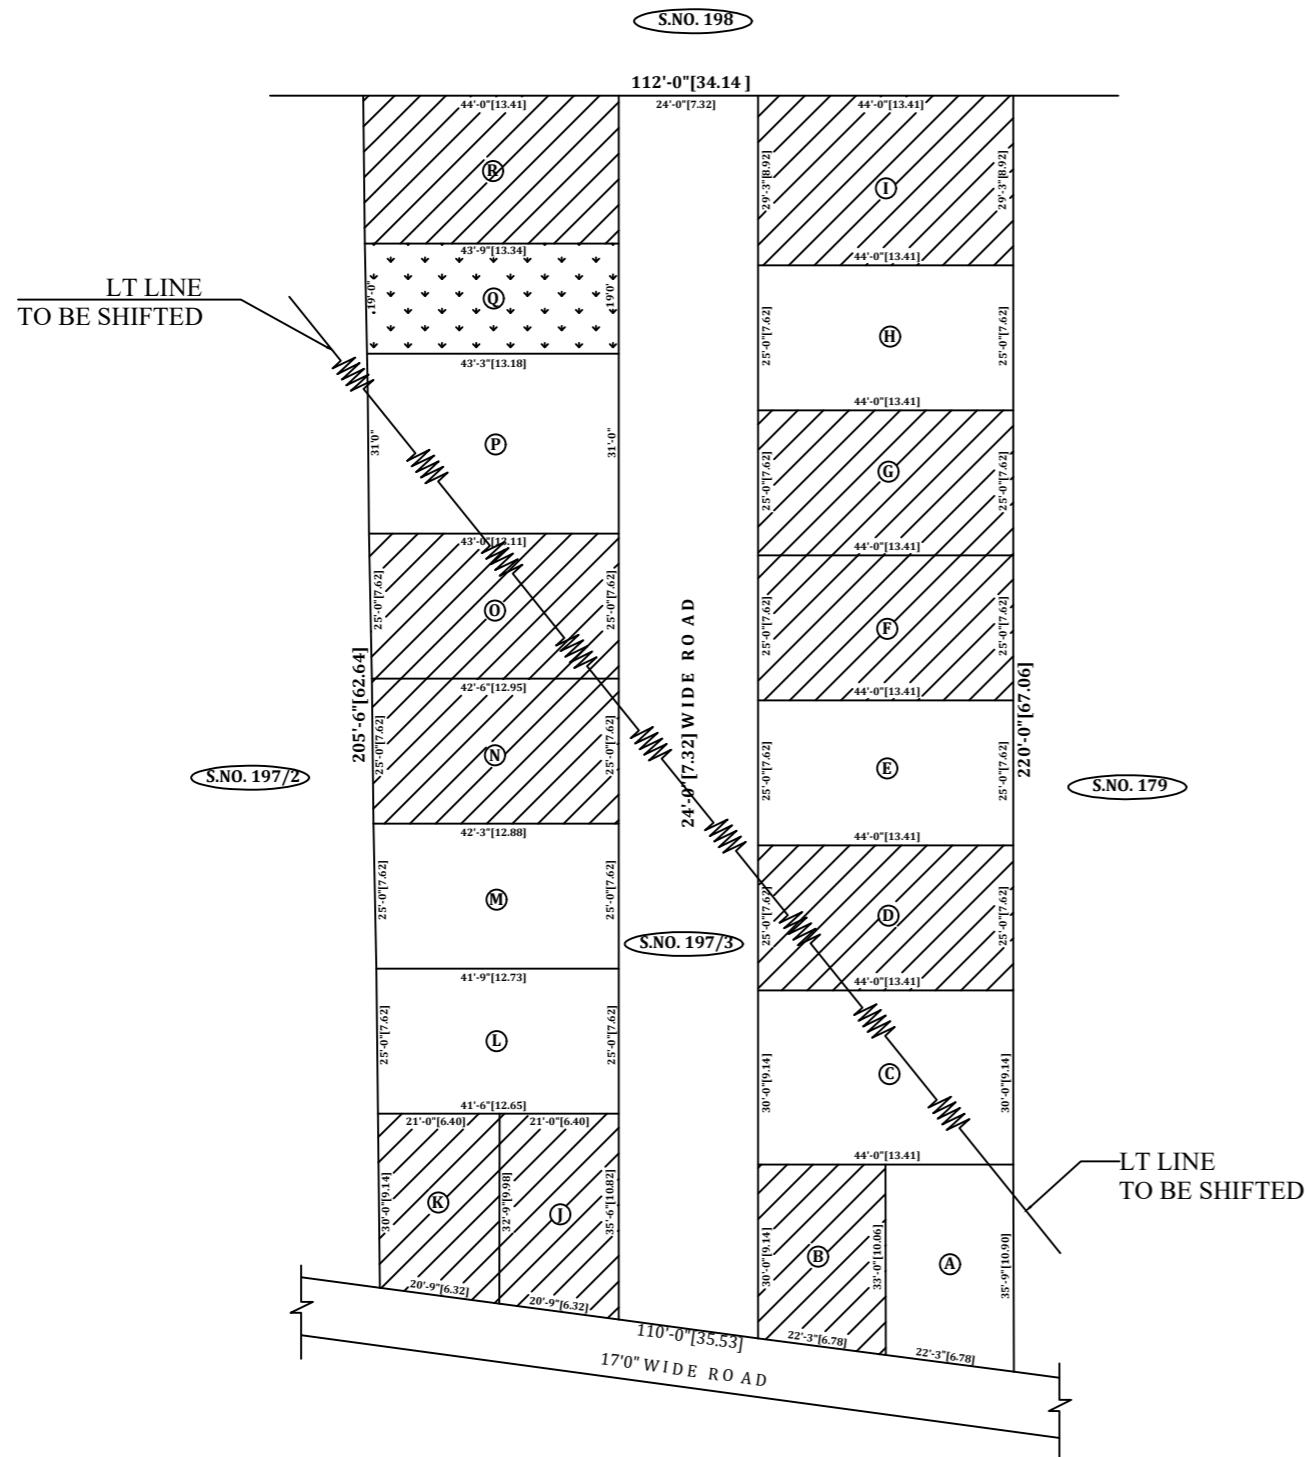 S.NO. 198
112'-0"[34.14 ]
44'-0"[13.41]
24'-0"[7.32]
44'-0"[13.41]
R
29'-3"[8.92]
I
29'-3"[8.92]
43'-9"[13.34]
44'-0"[13.41]
19'-0"
Q
19'0'
LT LINE
TO BE SHIFTED
25'-0"[7.62]
H
25'-0"[7.62]
43'-3"[13.18]
44'-0"[13.41]
31'0"
P
31'-0"
25'-0"[7.62]
G
25'-0"[7.62]
43'-0"[13.11]
44'-0"[13.41]
25'-0"[7.62]
O
25'-0"[7.62]
25'-0"[7.62]
F
25'-0"[7.62]
42'-6"[12.95]
44'-0"[13.41]
205'-6"[62.64]
24'-0"[7.32] WIDE ROAD
220'-0"[67.06]
25'-0"[7.62]
N
25'-0"[7.62]
25'-0"[7.62]
E
25'-0"[7.62]
S.NO. 197/2
S.NO. 179
42'-3"[12.88]
44'-0"[13.41]
25'-0"[7.62]
M
25'-0"[7.62]
25'-0"[7.62]
D
25'-0"[7.62]
S.NO. 197/3
41'-9"[12.73]
44'-0"[13.41]
25'-0"[7.62]
L
25'-0"[7.62]
30'-0"[9.14]
C
30'-0"[9.14]
41'-6"[12.65]
21'-0"[6.40]
21'-0"[6.40]
44'-0"[13.41]
LT LINE
TO BE SHIFTED
30'-0"[9.14]
K
32'-9"[9.98]
J
35'-6"[10.82]
30'-0"[9.14]
B
33'-0"[10.06]
A
35'-9"[10.90]
20'-9"[6.32]
20'-9"[6.32]
110'-0"[35.53]
22'-3"[6.78]
22'-3"[6.78]
17'0" WIDE ROAD